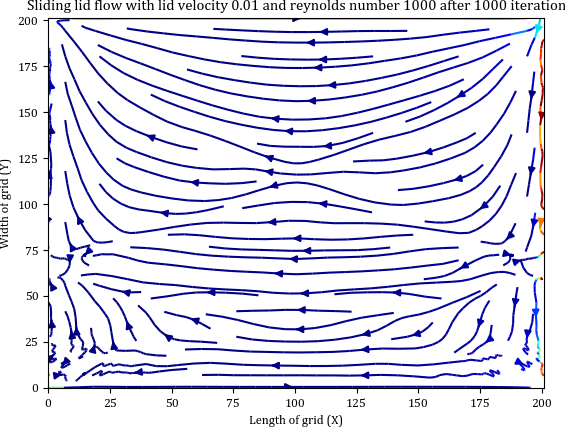 Sliding lid flow with lid velocity 0.01 and reynolds number 1000 after 1000 iteration
200
175
150
125
100
75
50
25
0
Width of grid (Y)
0 25 50 75 100 125 150 175 200
Length of grid (X)